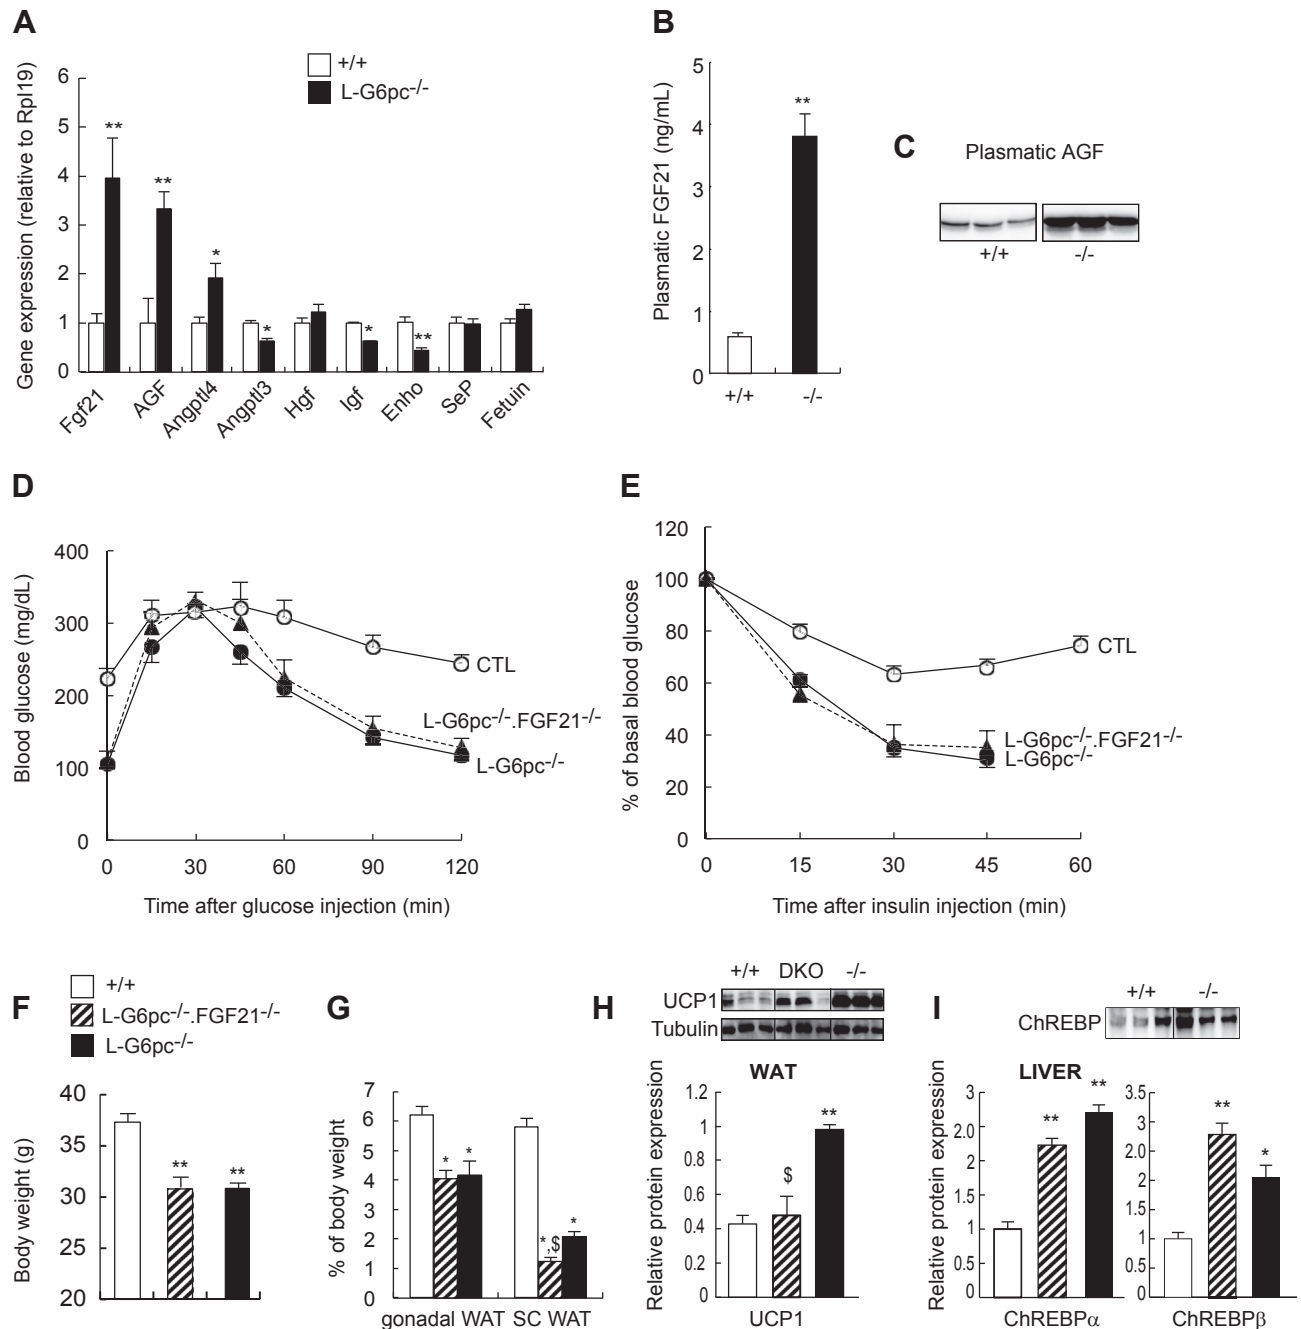 A
+/+
L-G6pc-/-
Gene expression (relative to Rpl19)
6
5
4
3
2
1
0
** ** * * * **
Fgf21 AGF Angptl4 Angptl3 Hgf Igf Enho SeP Fetuin
B
Plasmatic FGF21 (ng/mL)
5
4
3
2
1
0
**
+/+ -/-
C
Plasmatic AGF
+/+ -/-
D
Blood glucose (mg/dL)
400
300
200
100
0
CTL
L-G6pc-/-.FGF21-/-
L-G6pc-/-
0 30 60 90 120
Time after glucose injection (min)
E
% of basal blood glucose
120
100
80
60
40
20
0
CTL
L-G6pc-/-.FGF21-/-
L-G6pc-/-
0 15 30 45 60
Time after insulin injection (min)
F
+/+
L-G6pc-/-.FGF21-/-
L-G6pc-/-
Body weight (g)
40
35
30
25
20
** **
G
% of body weight
7
6
5
4
3
2
1
0
* * *,$ *
gonadal WAT SC WAT
H
+/+ DKO -/-
UCP1
Tubulin
WAT
Relative protein expression
1.2
1
0.8
0.6
0.4
0.2
0
$ **
UCP1
I
+/+ -/-
ChREBP
LIVER
Relative protein expression
3
2.5
2.0
1.5
1
0.5
0
** **
ChREBPα
3.5
3
2.5
2
1.5
1
0.5
0
** *
ChREBPβ